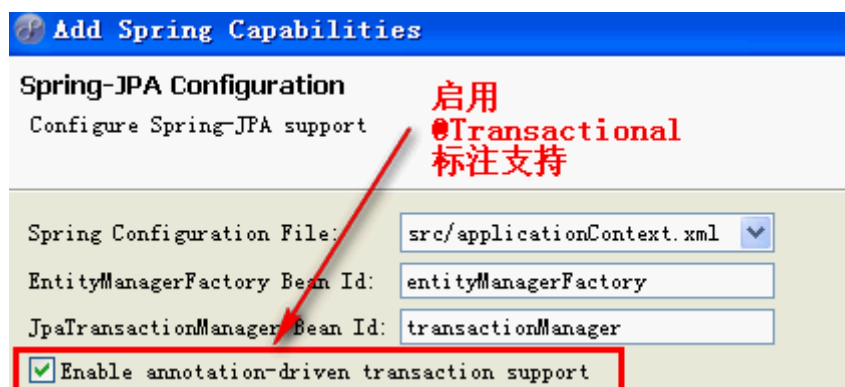 Add Spring Capabilities
Spring-JPA Configuration
Configure Spring-JPA support
启用
@Transactional
标注支持
Spring Configuration File: src/applicationContext.xml
EntityManagerFactory Bean Id: entityManagerFactory
JpaTransactionManager Bean Id: transactionManager
Enable annotation-driven transaction support